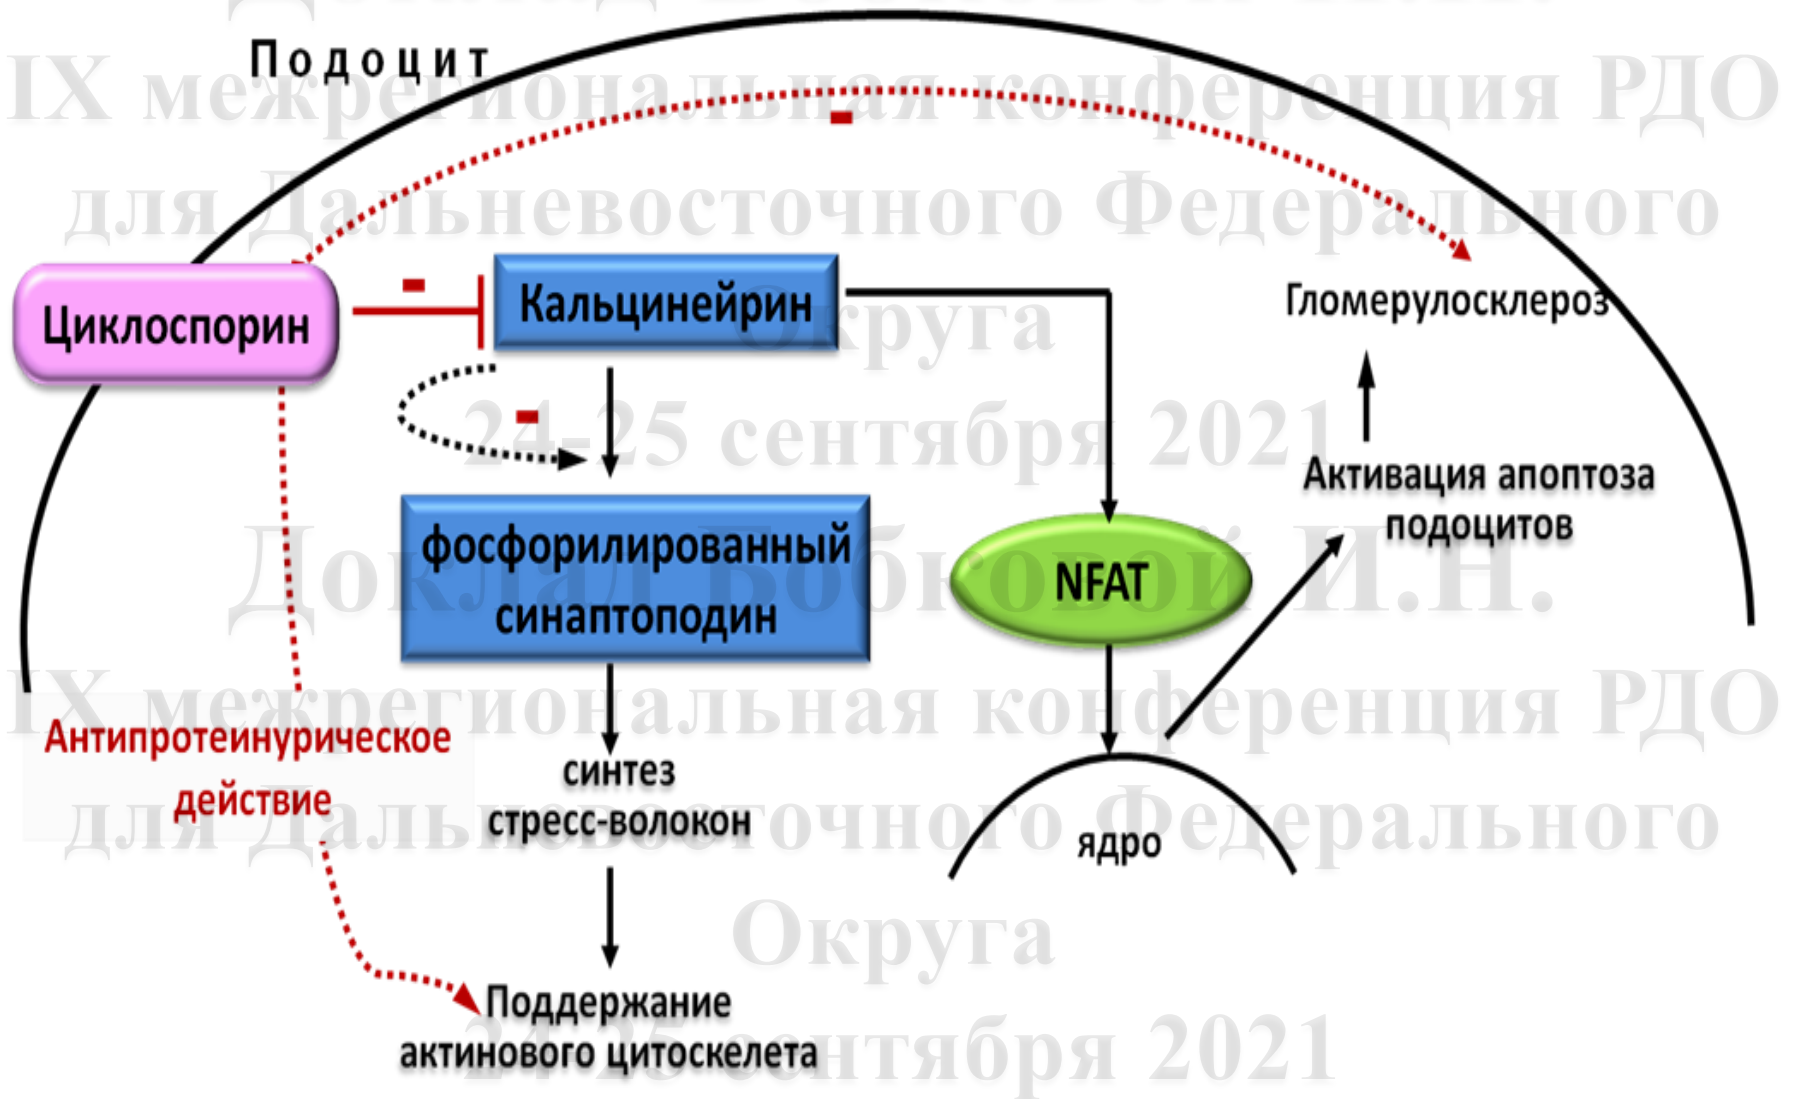 Доклад Бобковой И.Н.
Подоцит
IX межрегиональная конференция РДО
для Дальневосточного Федерального
Округа
24-25 сентября 2021
Циклоспорин
-
-
Кальцинейрин
-
Гломерулосклероз
Активация апоптоза
подоцитов
фосфорилированный
синаптоподин
NFAT
Доклад Бобковой И.Н.
IX межрегиональная конференция РДО
для Дальневосточного Федерального
Округа
24-25 сентября 2021
Антипротеинурическое
действие
синтез
стресс-волокон
ядро
Поддержание
актинового цитоскелета